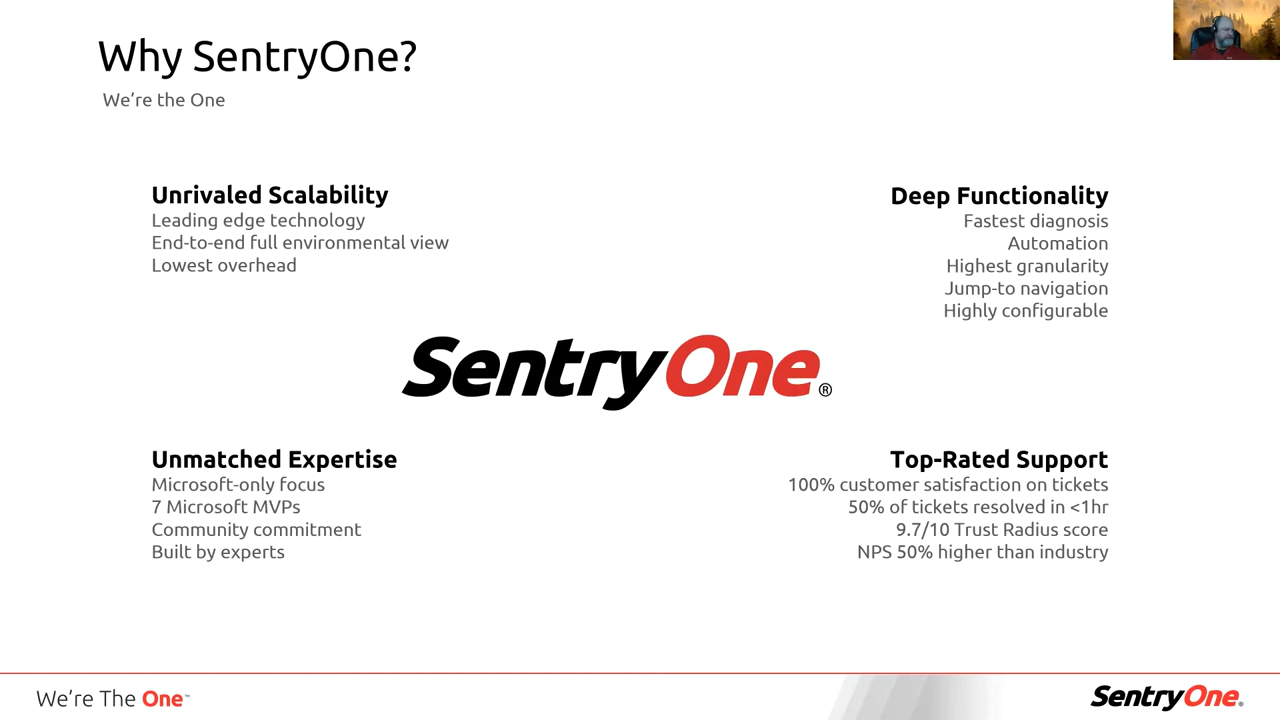 Why SentryOne?
We're the One
Unrivaled Scalability
Leading edge technology
End-to-end full environmental view
Lowest overhead
Deep Functionality
Fastest diagnosis
Automation
Highest granularity
Jump-to navigation
Highly configurable
SentryOne®
Unmatched Expertise
Microsoft-only focus
7 Microsoft MVPs
Community commitment
Built by experts
Top-Rated Support
100% customer satisfaction on tickets
50% of tickets resolved in <1hr
9.7/10 Trust Radius score
NPS 50% higher than industry
We're The One™
SentryOne®